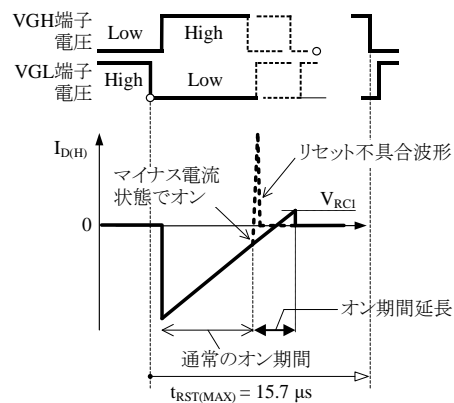 VGH端子
電圧
Low
High
VGL端子
電圧
High
Low
I_D(H)
リセット不具合波形
マイナス電流
状態でオン
V_RC1
0
オン期間延長
通常のオン期間
t_RST(MAX) = 15.7 μs